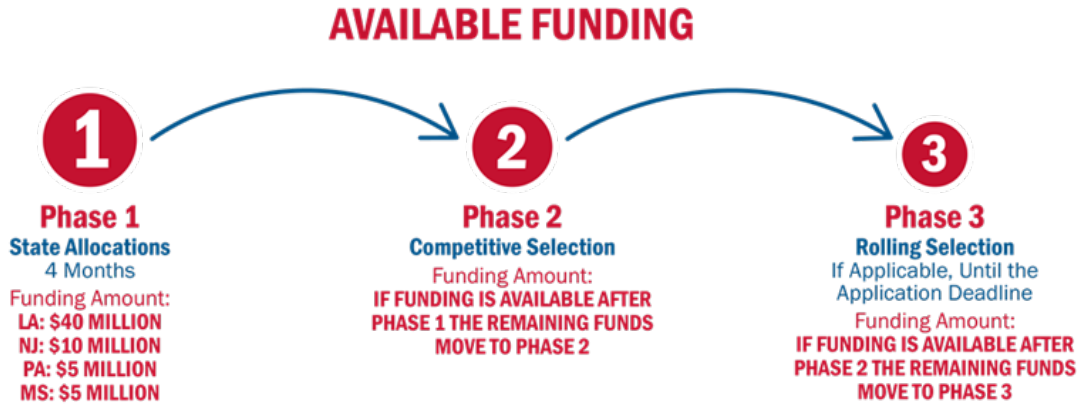 AVAILABLE FUNDING
1
Phase 1
State Allocations
4 Months
Funding Amount:
LA: $40 MILLION
NJ: $10 MILLION
PA: $5 MILLION
MS: $5 MILLION
2
Phase 2
Competitive Selection
Funding Amount:
IF FUNDING IS AVAILABLE AFTER
PHASE 1 THE REMAINING FUNDS
MOVE TO PHASE 2
3
Phase 3
Rolling Selection
If Applicable, Until the
Application Deadline
Funding Amount:
IF FUNDING IS AVAILABLE AFTER
PHASE 2 THE REMAINING FUNDS
MOVE TO PHASE 3